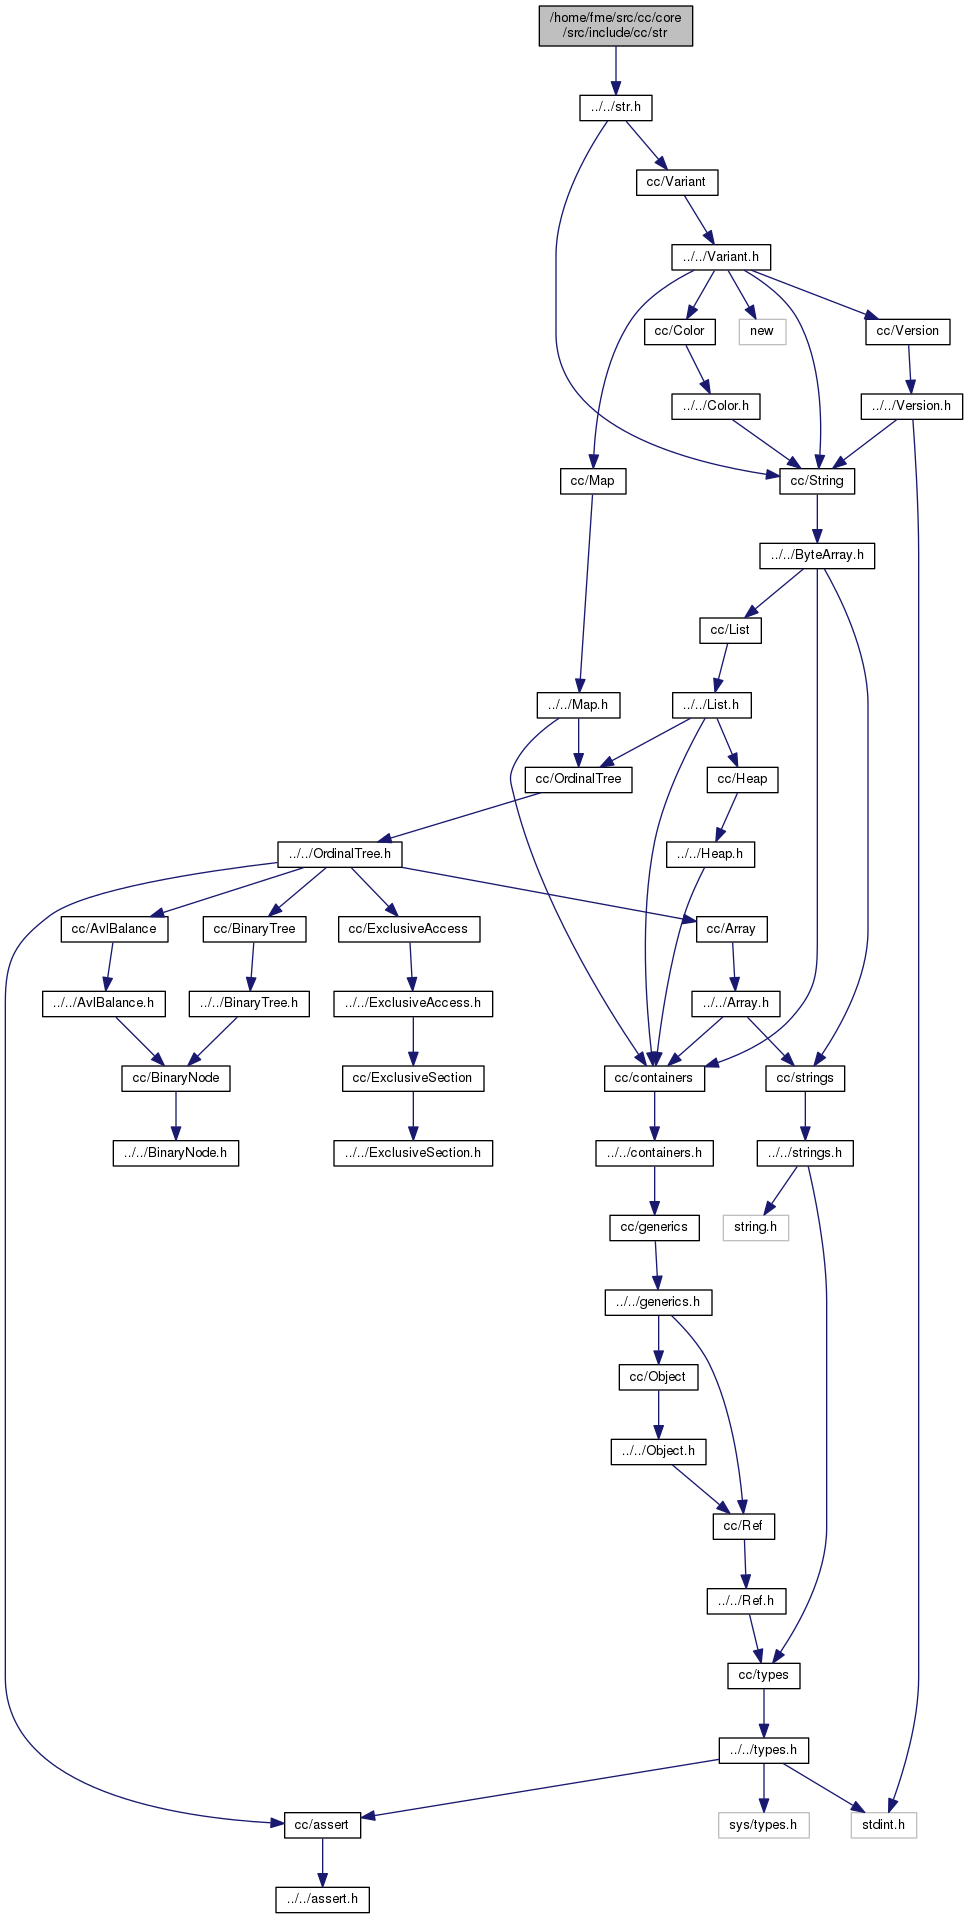 /home/fme/src/cc/core
/src/include/cc/str
../../str.h
cc/Variant
../../Variant.h
cc/Color
new
cc/Version
../../Color.h
../../Version.h
cc/Map
cc/String
../../ByteArray.h
cc/List
../../Map.h
../../List.h
cc/OrdinalTree
cc/Heap
../../OrdinalTree.h
../../Heap.h
cc/AvlBalance
cc/BinaryTree
cc/ExclusiveAccess
cc/Array
../../AvlBalance.h
../../BinaryTree.h
../../ExclusiveAccess.h
../../Array.h
cc/BinaryNode
cc/ExclusiveSection
cc/containers
cc/strings
../../BinaryNode.h
../../ExclusiveSection.h
../../containers.h
../../strings.h
cc/generics
string.h
../../generics.h
cc/Object
../../Object.h
cc/Ref
../../Ref.h
cc/types
../../types.h
cc/assert
sys/types.h
stdint.h
../../assert.h